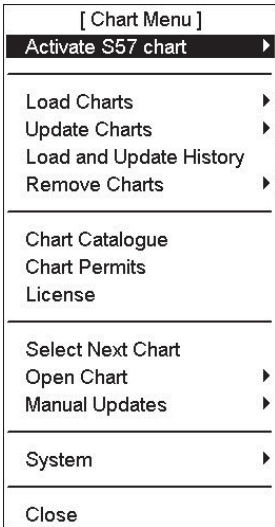 [ Chart Menu ]
Activate S57 chart
Load Charts
Update Charts
Load and Update History
Remove Charts
Chart Catalogue
Chart Permits
License
Select Next Chart
Open Chart
Manual Updates
System
Close